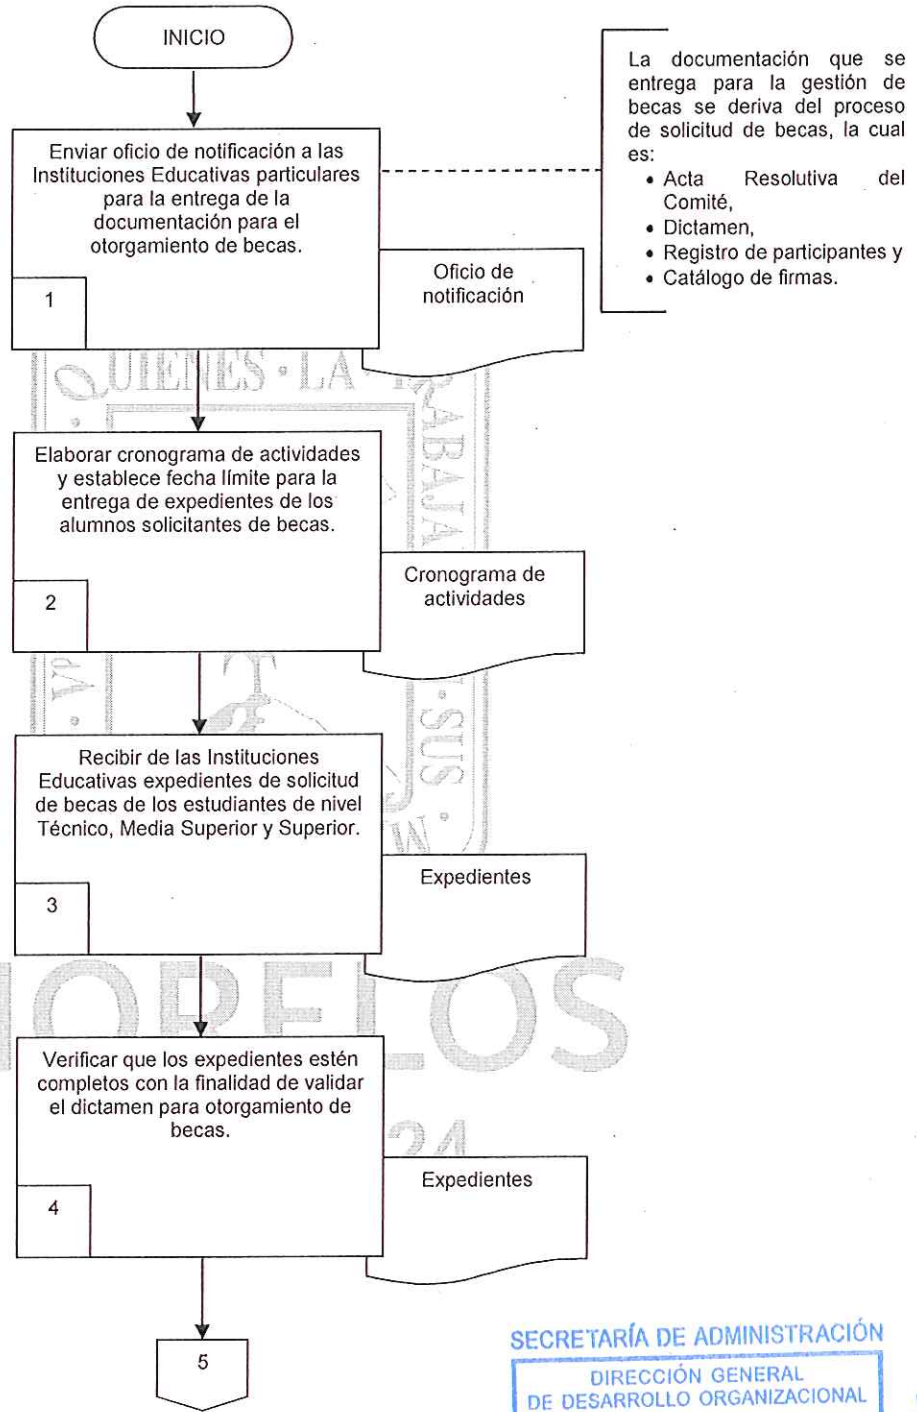 INICIO
La documentación que se
entrega para la gestión de
becas se deriva del proceso
de solicitud de becas, la cual
es:
• Acta Resolutiva del
Comité,
• Dictamen,
• Registro de participantes y
• Catálogo de firmas.
Enviar oficio de notificación a las
Instituciones Educativas particulares
para la entrega de la
documentación para el
otorgamiento de becas.
1
Oficio de
notificación
QUIENES · LA · TRABAJA
Elaborar cronograma de actividades
y establece fecha límite para la
entrega de expedientes de los
alumnos solicitantes de becas.
2
Cronograma de
actividades
SUS
Recibir de las Instituciones
Educativas expedientes de solicitud
de becas de los estudiantes de nivel
Técnico, Media Superior y Superior.
3
Expedientes
MORELOS
Verificar que los expedientes estén
completos con la finalidad de validar
el dictamen para otorgamiento de
becas.
24
4
Expedientes
5
SECRETARÍA DE ADMINISTRACIÓN
DIRECCIÓN GENERAL
DE DESARROLLO ORGANIZACIONAL